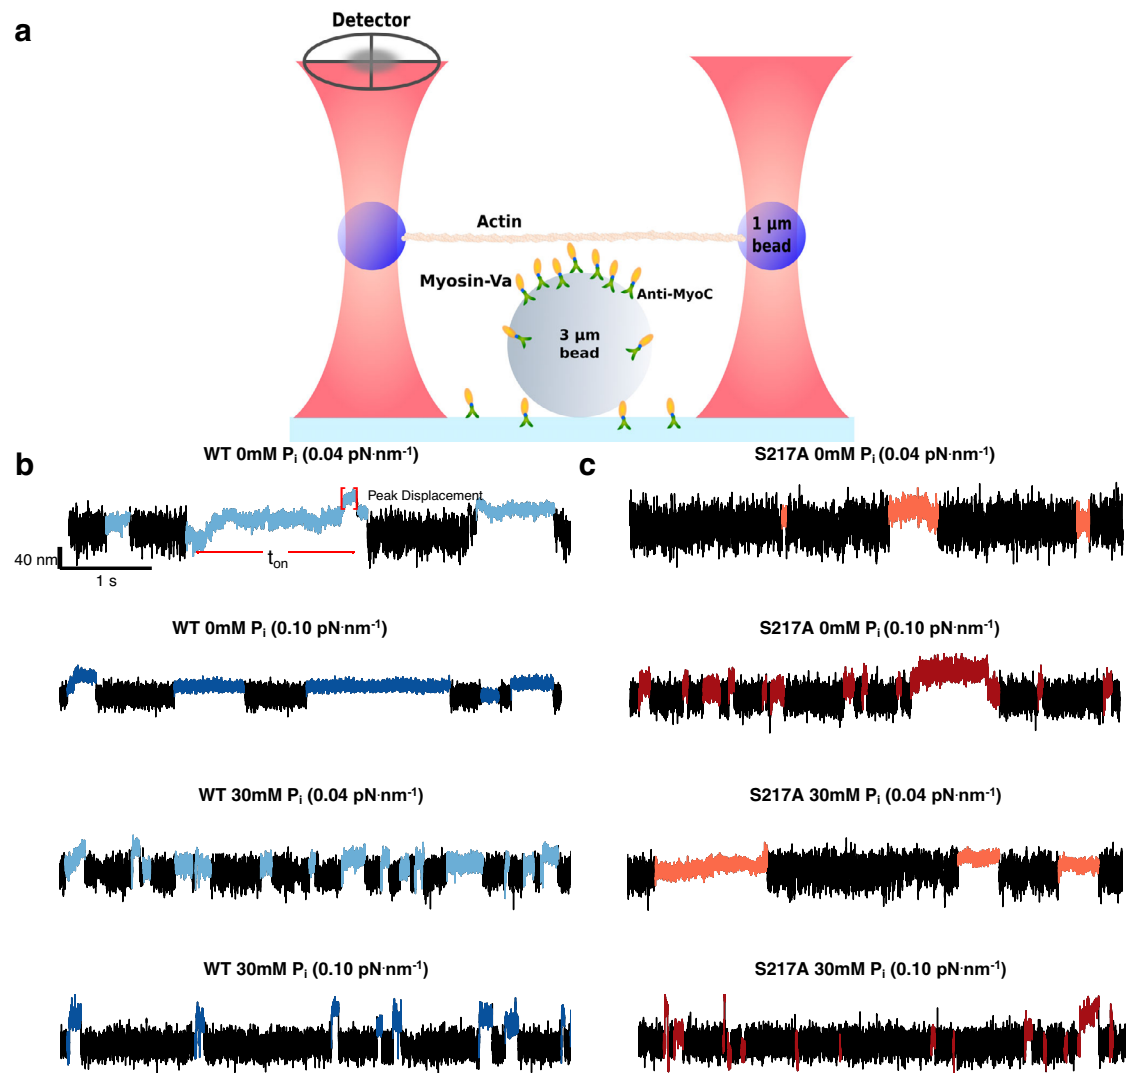 a
Detector
Actin
1 µm
bead
Myosin-Va
Anti-MyoC
3 µm
bead
b
WT 0mM Pi (0.04 pN·nm-1)
Peak Displacement
ton
40 nm
1 s
WT 0mM Pi (0.10 pN·nm-1)
WT 30mM Pi (0.04 pN·nm-1)
WT 30mM Pi (0.10 pN·nm-1)
c
S217A 0mM Pi (0.04 pN·nm-1)
S217A 0mM Pi (0.10 pN·nm-1)
S217A 30mM Pi (0.04 pN·nm-1)
S217A 30mM Pi (0.10 pN·nm-1)